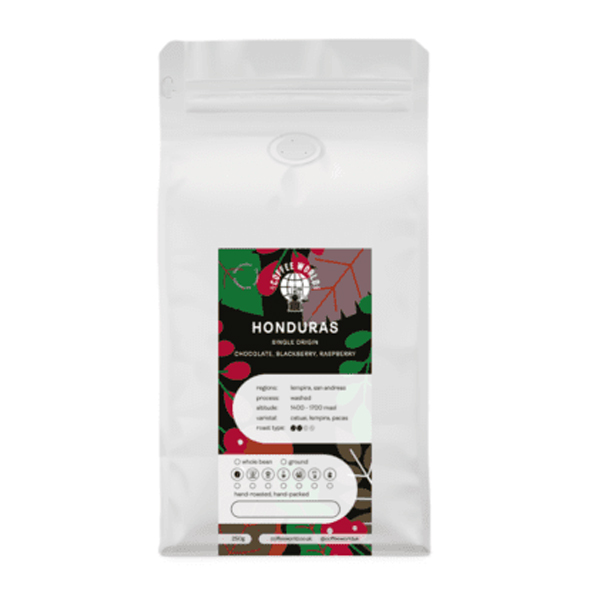 COFFEE WORLD
HONDURAS
SINGLE ORIGIN
CHOCOLATE, BLACKBERRY, RASPBERRY
regions: lempira, san andreas
process: washed
altitude: 1400 - 1700 masl
varietal: catuai, lempira, pacas
roast type:
whole bean ground
hand-roasted, hand-packed
250g coffeeworld.co.uk @coffeeworlduk